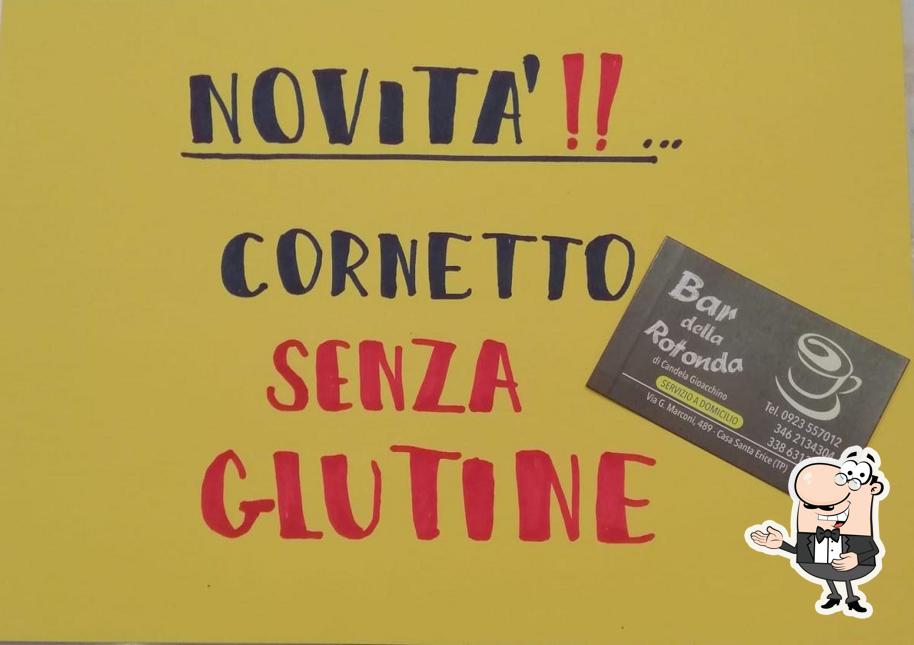 NOVITA'!!...
CORNETTO
SENZA
GLUTINE
Bar
della
Rotonda
di Candela Gioacchino
SERVIZIO A DOMICILIO
Via G. Marconi, 489 - Casa Santa Erice (TP)
Tel. 0923 557012
346 2134304
338